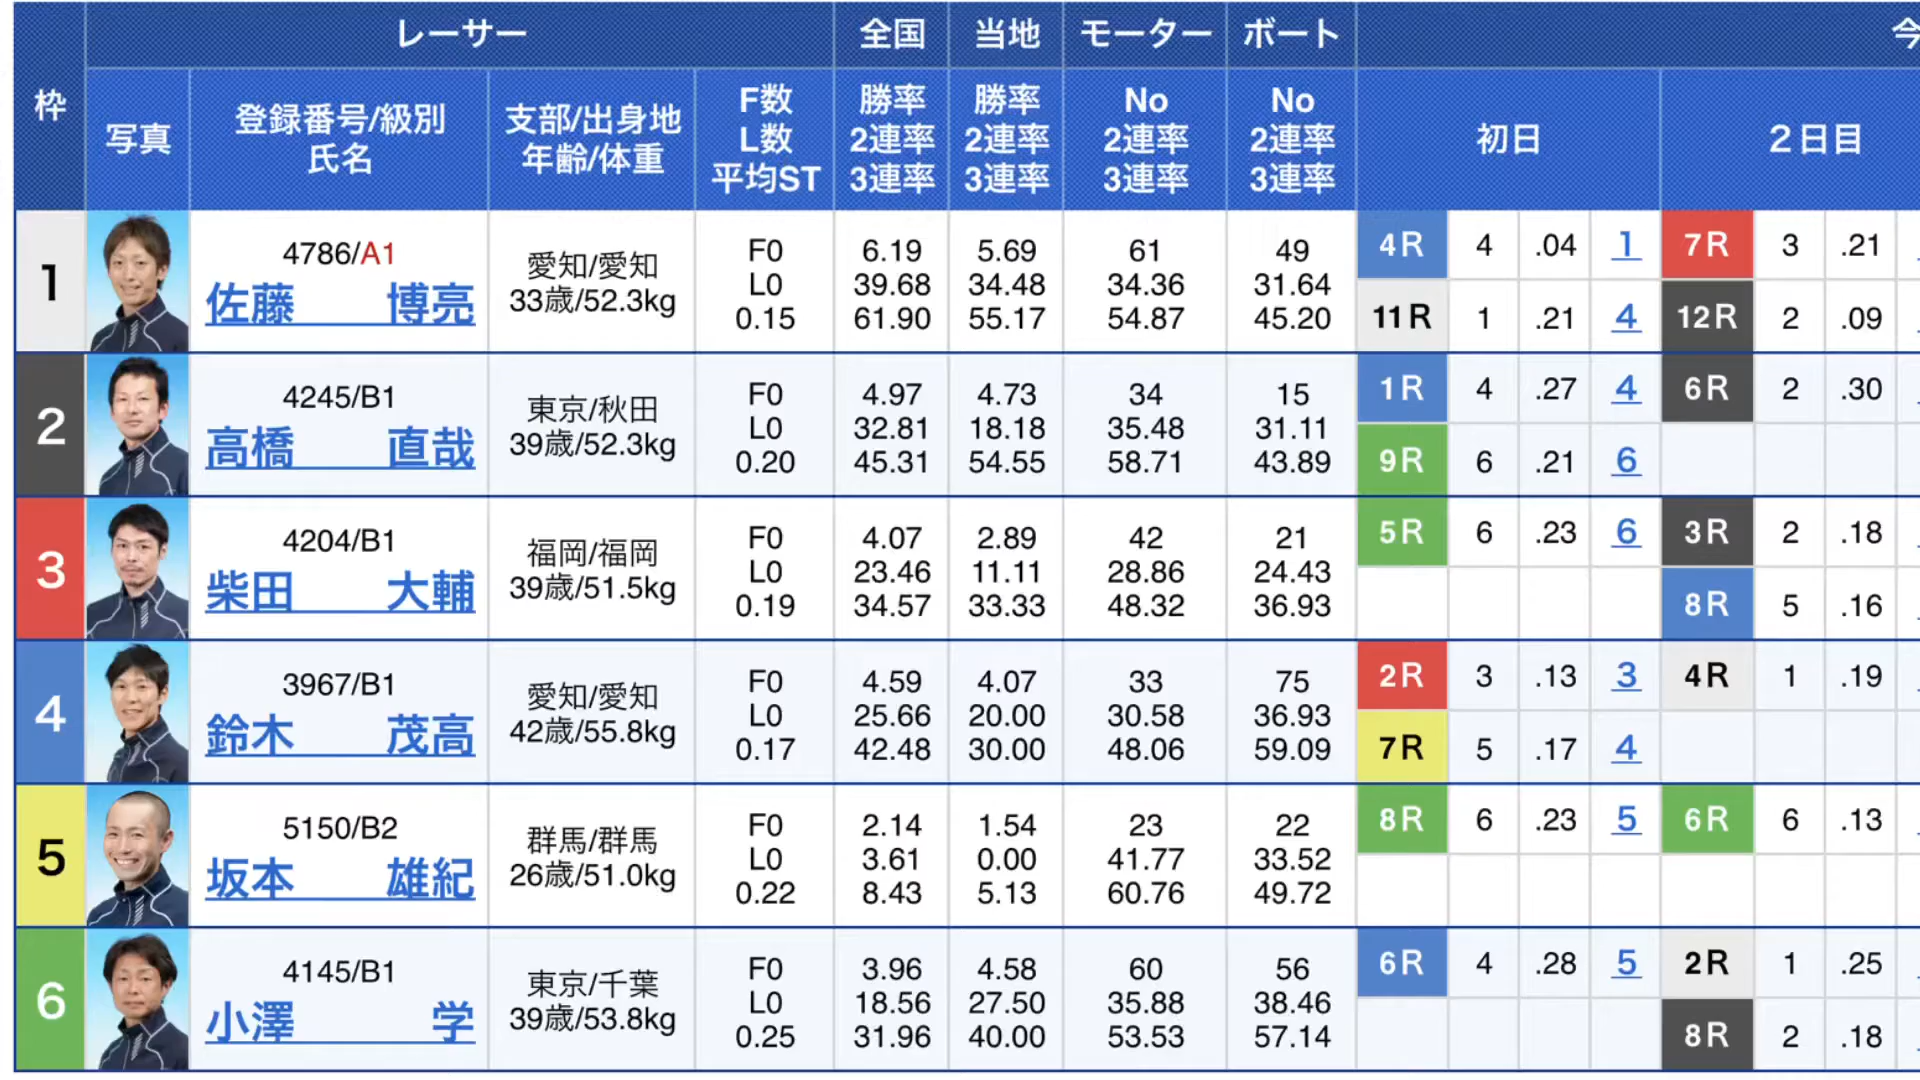 枠 レーサー 全国 当地 モーター ボート 今
写真 登録番号/級別 氏名 支部/出身地 年齢/体重 F数 L数 平均ST 勝率 2連率 3連率 勝率 2連率 3連率 No 2連率 3連率 No 2連率 3連率 初日 2日目
1 4786/A1 愛知/愛知 F0 6.19 5.69 61 49 4R 4 .04 1 7R 3 .21
佐藤 博亮 33歳/52.3kg L0 39.68 34.48 34.36 31.64
0.15 61.90 55.17 54.87 45.20 11R 1 .21 4 12R 2 .09
2 4245/B1 東京/秋田 F0 4.97 4.73 34 15 1R 4 .27 4 6R 2 .30
高橋 直哉 39歳/52.3kg L0 32.81 18.18 35.48 31.11
0.20 45.31 54.55 58.71 43.89 9R 6 .21 6
3 4204/B1 福岡/福岡 F0 4.07 2.89 42 21 5R 6 .23 6 3R 2 .18
柴田 大輔 39歳/51.5kg L0 23.46 11.11 28.86 24.43
0.19 34.57 33.33 48.32 36.93 8R 5 .16
4 3967/B1 愛知/愛知 F0 4.59 4.07 33 75 2R 3 .13 3 4R 1 .19
鈴木 茂高 42歳/55.8kg L0 25.66 20.00 30.58 36.93
0.17 42.48 30.00 48.06 59.09 7R 5 .17 4
5 5150/B2 群馬/群馬 F0 2.14 1.54 23 22 8R 6 .23 5 6R 6 .13
坂本 雄紀 26歳/51.0kg L0 3.61 0.00 41.77 33.52
0.22 8.43 5.13 60.76 49.72
6 4145/B1 東京/千葉 F0 3.96 4.58 60 56 6R 4 .28 5 2R 1 .25
小澤 学 39歳/53.8kg L0 18.56 27.50 35.88 38.46
0.25 31.96 40.00 53.53 57.14 8R 2 .18